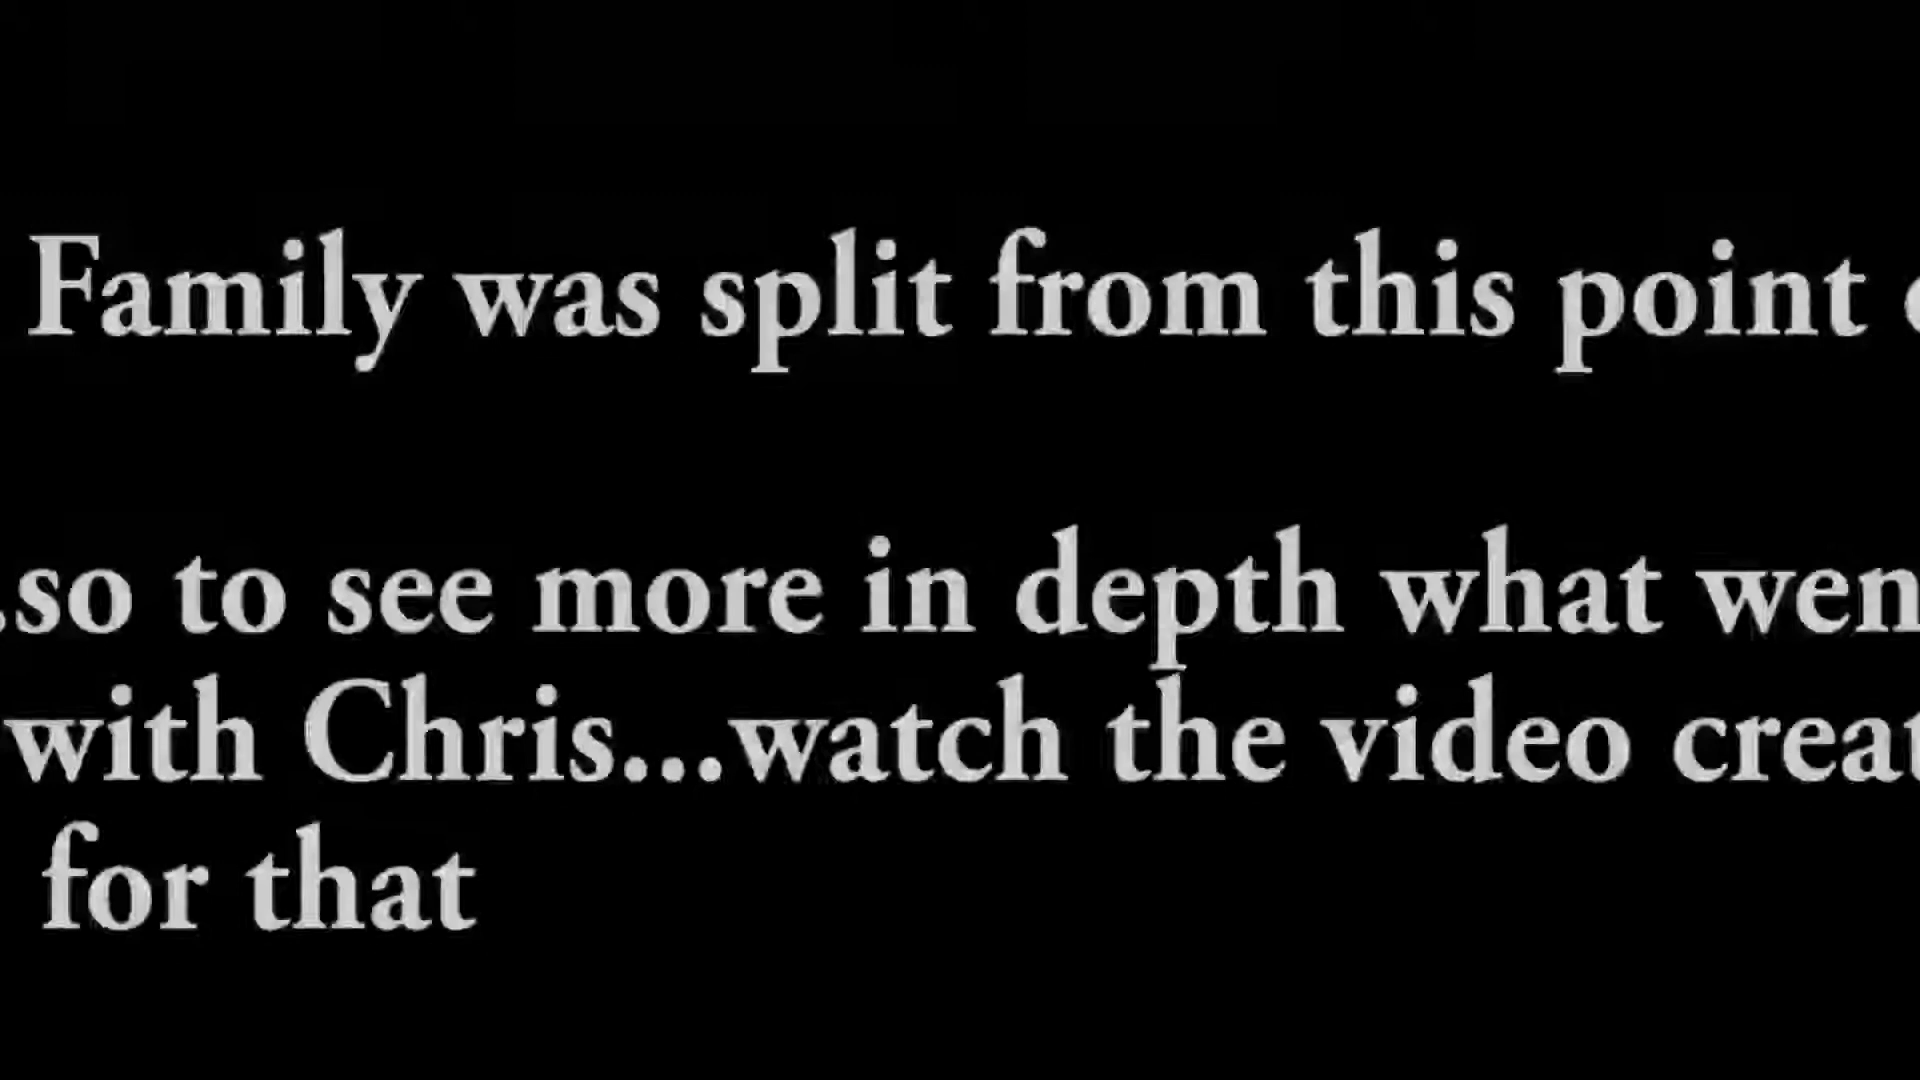 Family was split from this point
.so to see more in depth what wen
with Chris...watch the video creat
for that